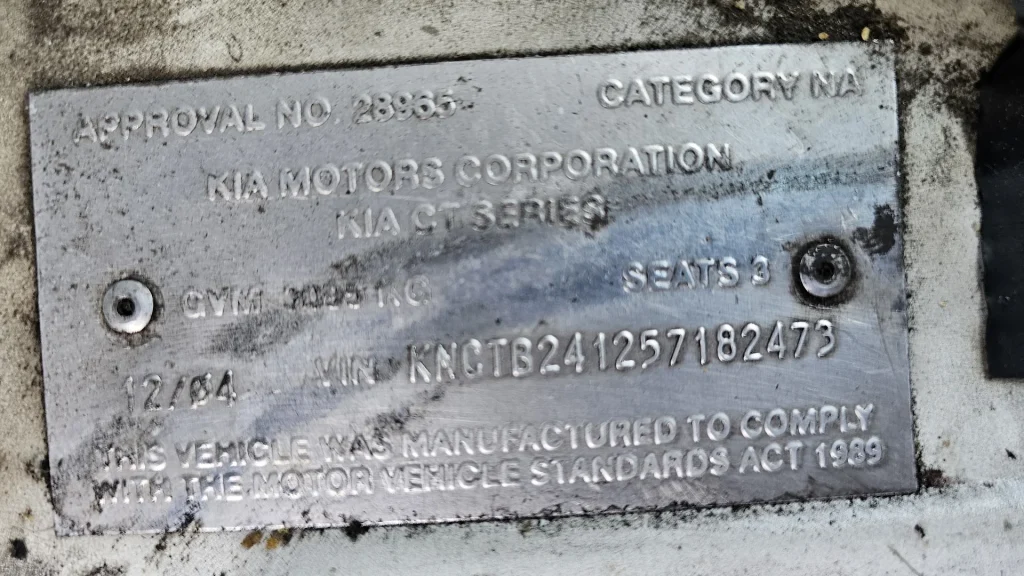 APPROVAL NO. 28965 CATEGORY NA
KIA MOTORS CORPORATION
KIA CT SERIES
GVM KG SEATS 3
12/04 VIN KNCTB241257182473
THIS VEHICLE WAS MANUFACTURED TO COMPLY
WITH THE MOTOR VEHICLE STANDARDS ACT 1989